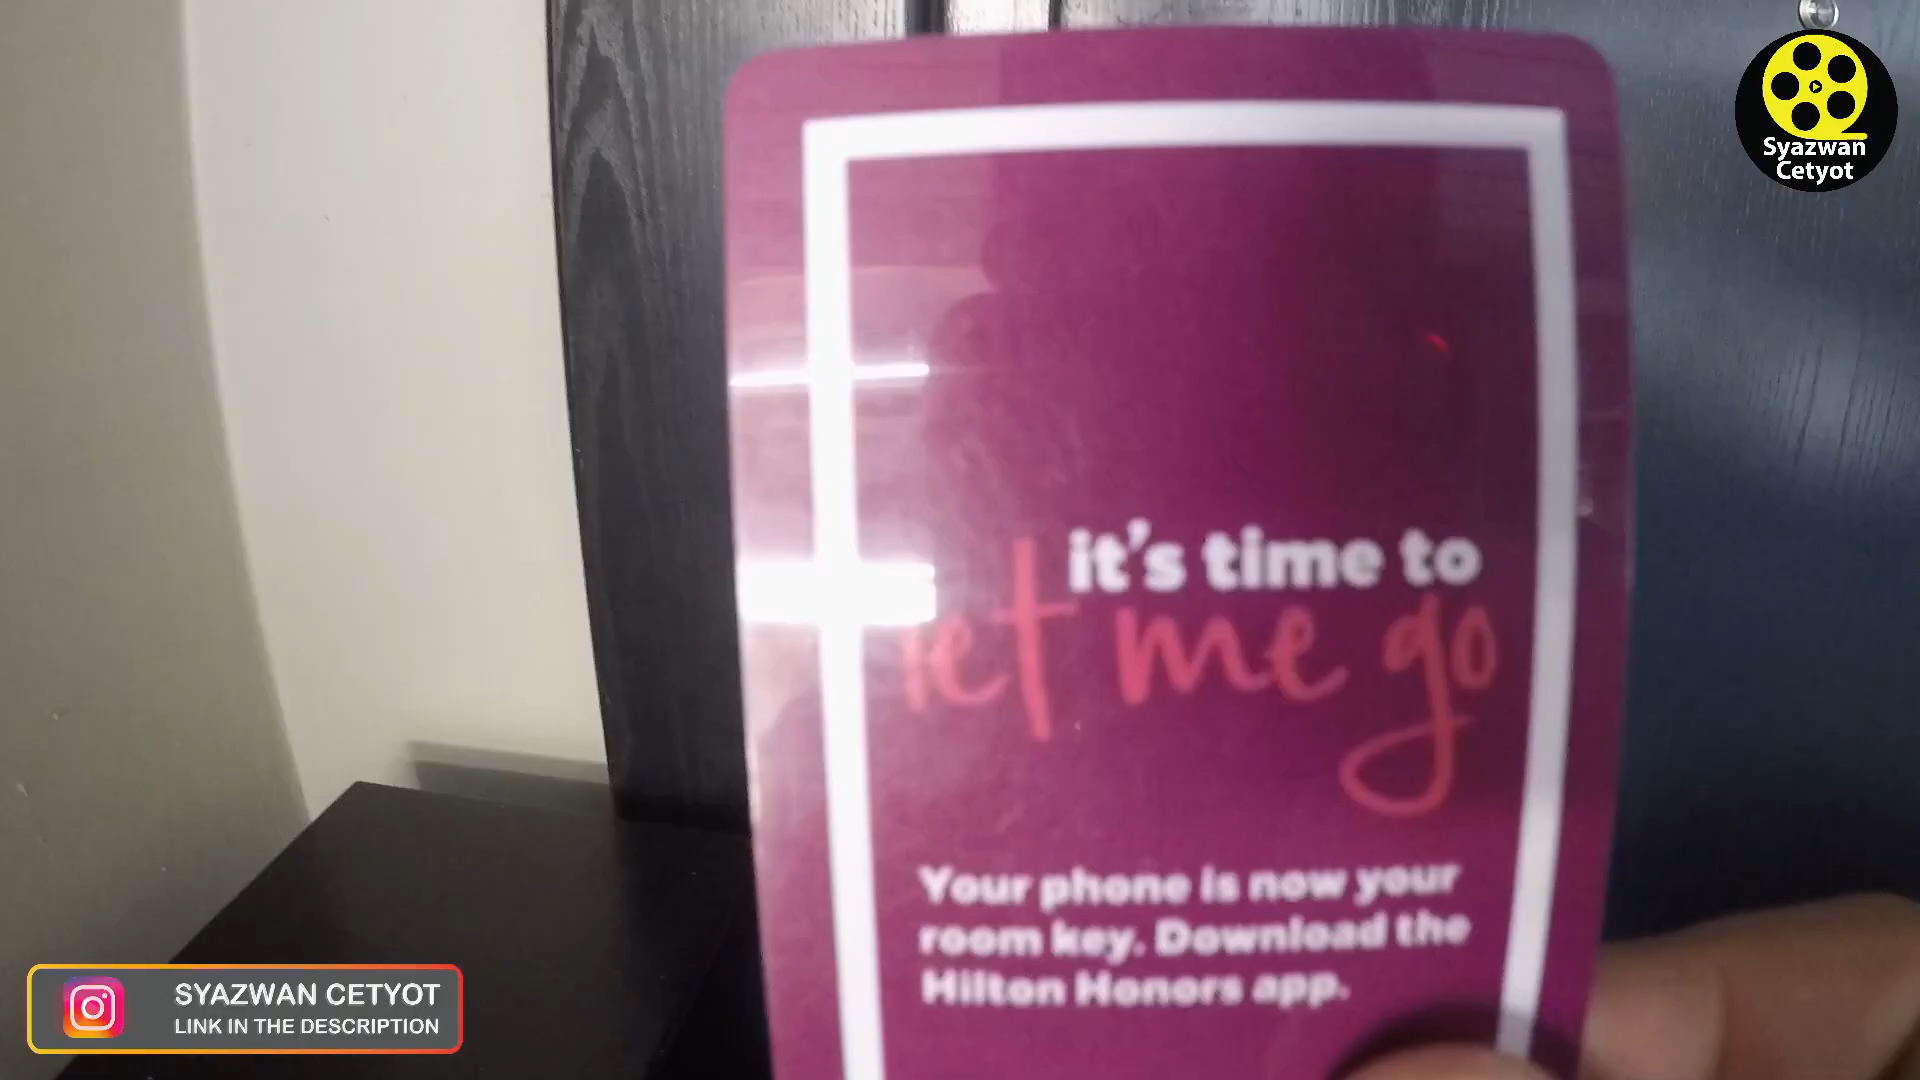 Syazwan
Cetyot
it's time to
let me go
Your phone is now your
room key. Download the
Hilton Honors app.
SYAZWAN CETYOT
LINK IN THE DESCRIPTION